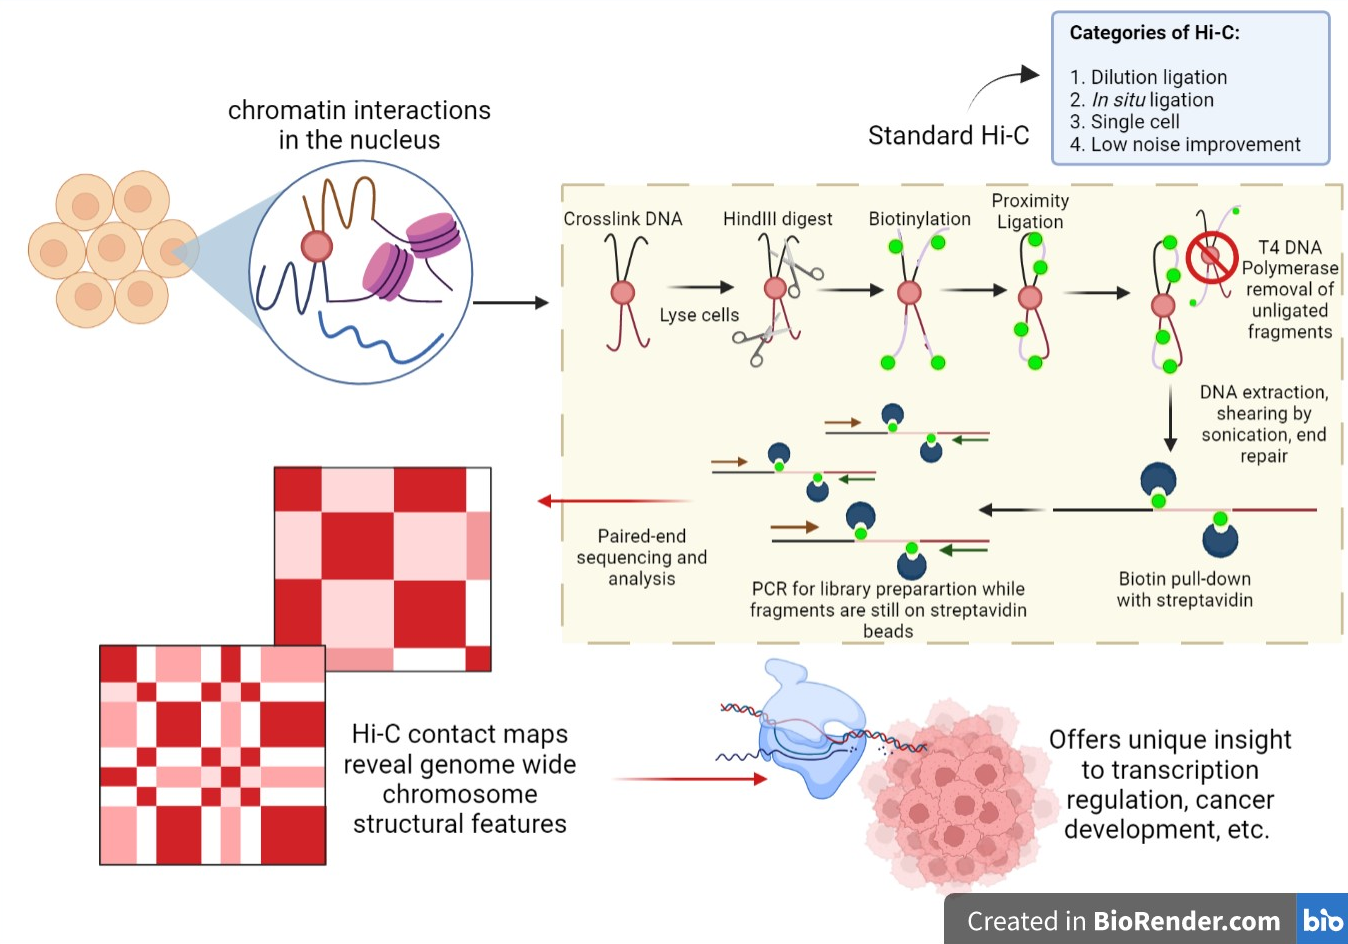 Categories of Hi-C:
1. Dilution ligation
2. In situ ligation
3. Single cell
4. Low noise improvement
Standard Hi-C
chromatin interactions
in the nucleus
Crosslink DNA
Lyse cells
HindIII digest
Biotinylation
Proximity
Ligation
T4 DNA
Polymerase
removal of
unligated
fragments
DNA extraction,
shearing by
sonication, end
repair
Biotin pull-down
with streptavidin
PCR for library preparartion while
fragments are still on streptavidin
beads
Paired-end
sequencing and
analysis
Hi-C contact maps
reveal genome wide
chromosome
structural features
Offers unique insight
to transcription
regulation, cancer
development, etc.
Created in BioRender.com
bio